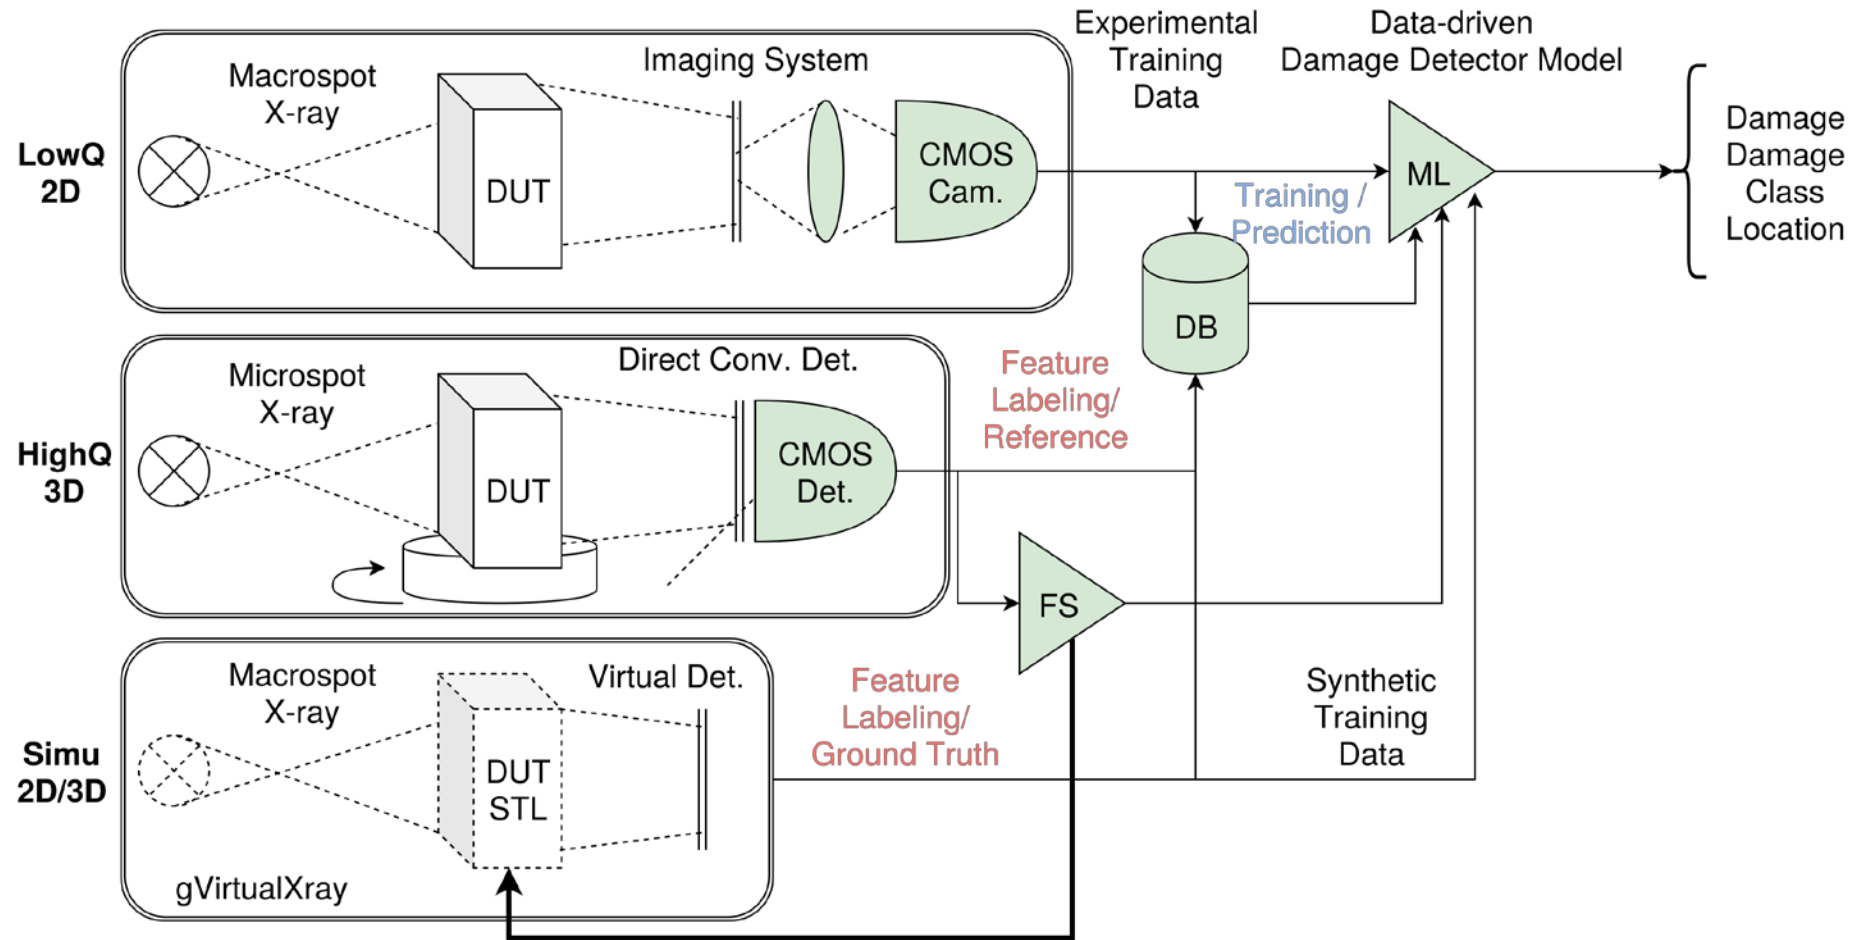 Experimental
Training
Data
Data-driven
Damage Detector Model
LowQ
2D
Macrospot
X-ray
DUT
Imaging System
CMOS
Cam.
Training /
Prediction
ML
DB
Damage
Damage
Class
Location
HighQ
3D
Microspot
X-ray
DUT
Direct Conv. Det.
CMOS
Det.
Feature
Labeling/
Reference
FS
Simu
2D/3D
Macrospot
X-ray
DUT
STL
Virtual Det.
gVirtualXray
Feature
Labeling/
Ground Truth
Synthetic
Training
Data